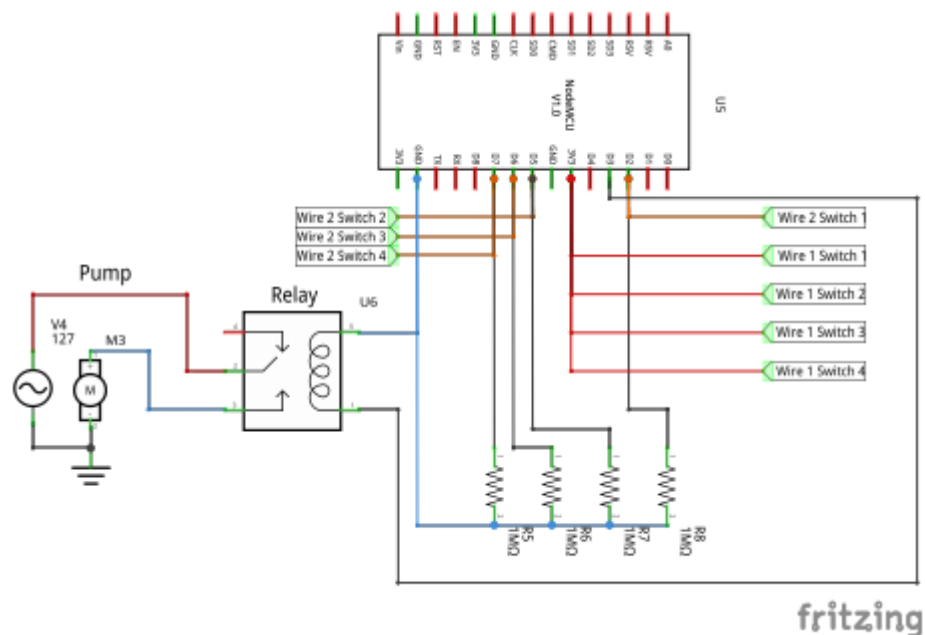 Vin GND RST EN 3V3 GND CLK SD0 CMD SD1 SD2 SD3 RSV RSV A0
NodeMCU
V1.0
U5
3V3 GND TX RX D8 D7 D6 D5 GND 3V3 D4 D3 D2 D1 D0
Wire 2 Switch 2
Wire 2 Switch 3
Wire 2 Switch 4
Wire 2 Switch 1
Wire 1 Switch 1
Wire 1 Switch 2
Wire 1 Switch 3
Wire 1 Switch 4
Pump
V4
127
M3
M
Relay
U6
R5
1MΩ
R6
1MΩ
R7
1MΩ
R8
1MΩ
fritzing